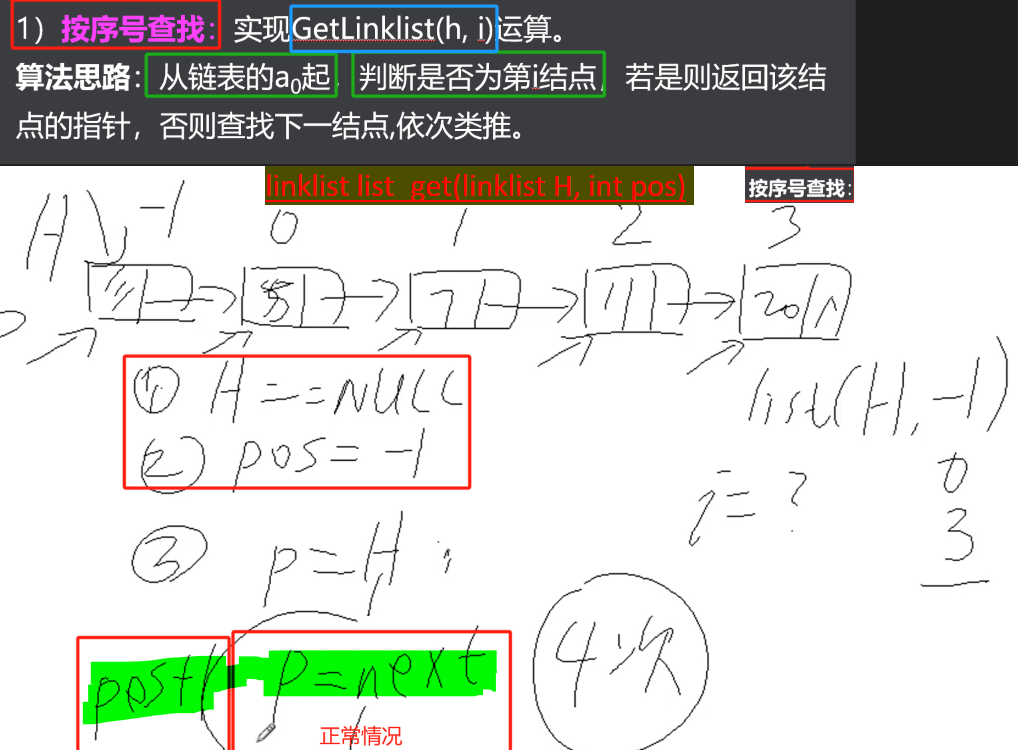 1）按序号查找：实现GetLinklist(h, i)运算。
算法思路：从链表的a₀起，判断是否为第i结点，若是则返回该结
点的指针，否则查找下一结点,依次类推。
linklist list_get(linklist H, int pos)
按序号查找：
H -1 0 1 2 3
5 7 11 20 N
① H == NULL
② pos = -1
list(H, -1)
i = ?
0
3
③ p = H ;
4次
post1
p = next
正常情况